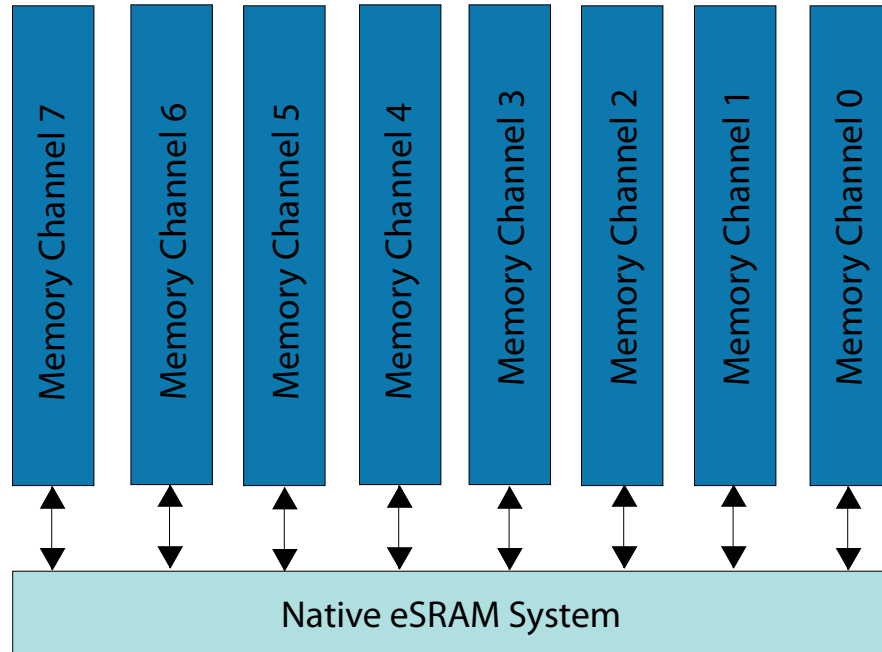 Memory Channel 7
Memory Channel 6
Memory Channel 5
Memory Channel 4
Memory Channel 3
Memory Channel 2
Memory Channel 1
Memory Channel 0
Native eSRAM System